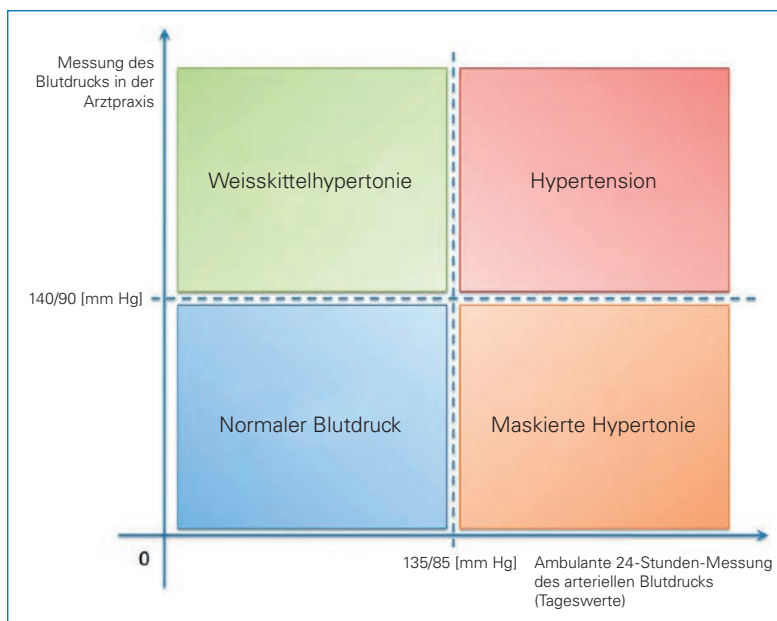 Messung des
Blutdrucks in der
Arztpraxis
Weisskittelhypertonie
Hypertension
140/90 [mm Hg]
Normaler Blutdruck
Maskierte Hypertonie
0
135/85 [mm Hg]
Ambulante 24-Stunden-Messung
des arteriellen Blutdrucks
(Tageswerte)